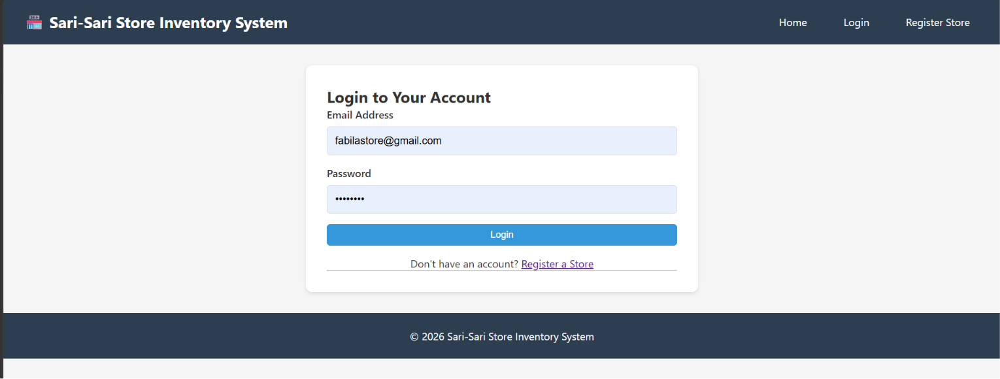 Sari-Sari Store Inventory System
Home Login Register Store
Login to Your Account
Email Address
fabilastore@gmail.com
Password
••••••••
Login
Don't have an account? Register a Store
© 2026 Sari-Sari Store Inventory System